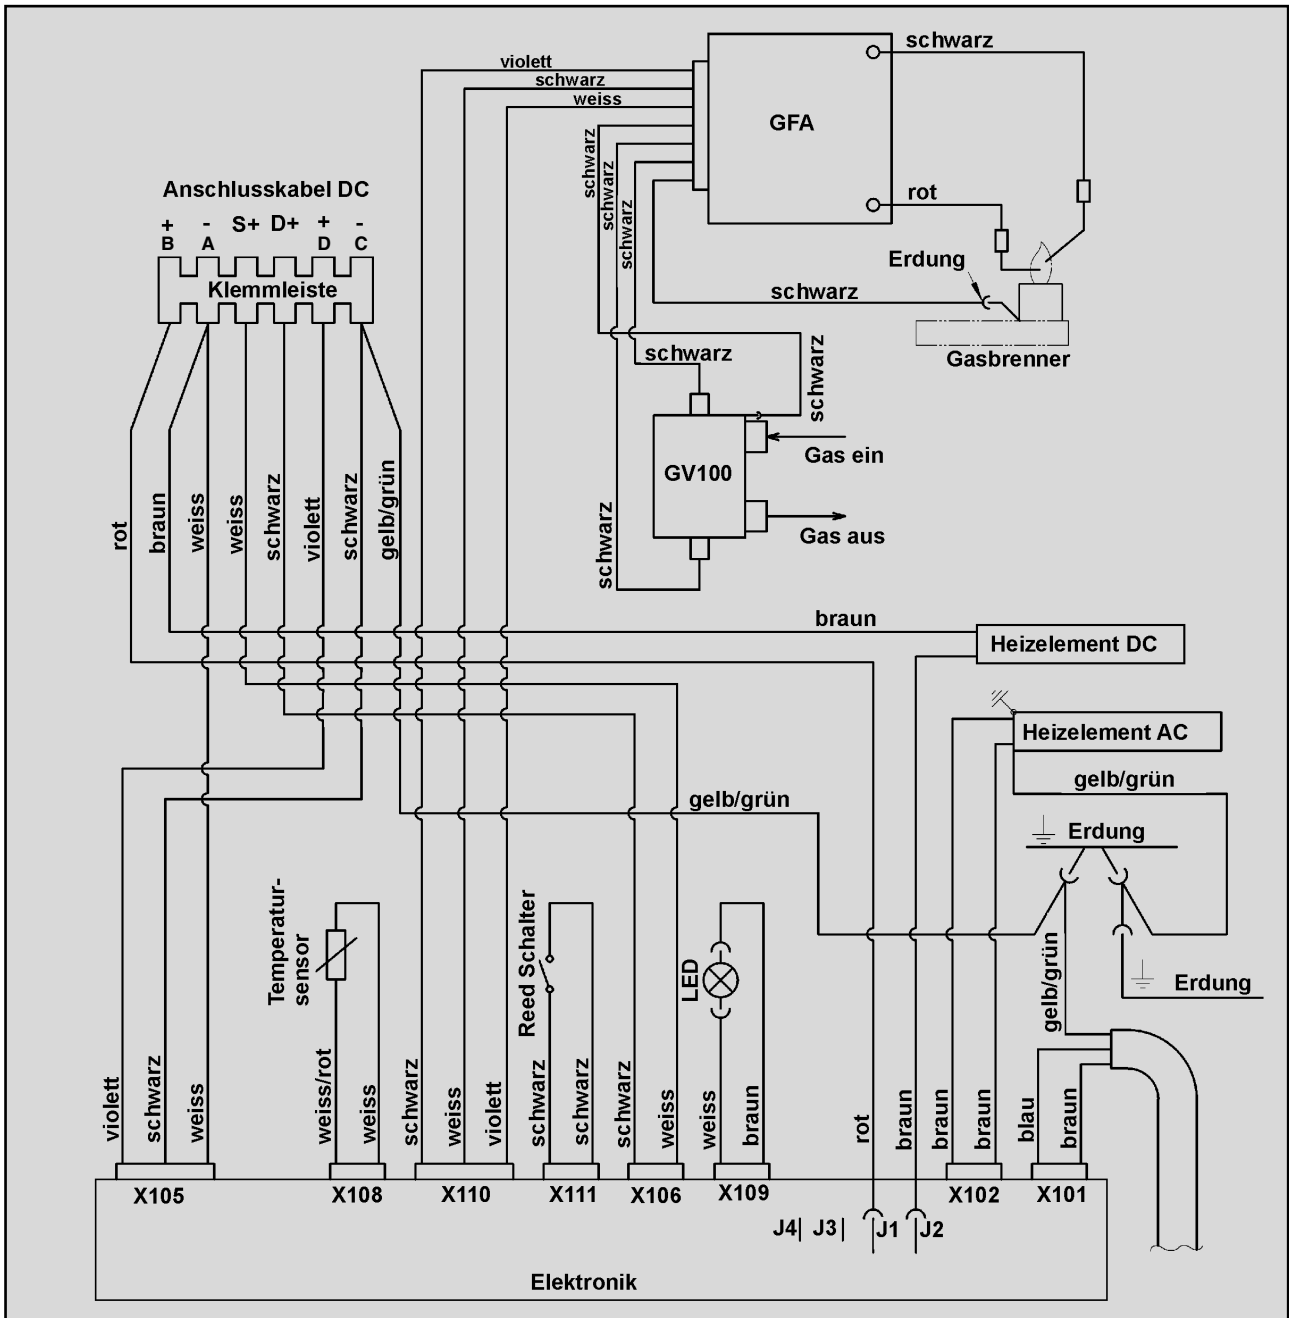 violett
schwarz
weiss
GFA
schwarz
rot
schwarz
schwarz
schwarz
Anschlusskabel DC
+ - S+ D+ + -
B A D C
Klemmleiste
Erdung
schwarz
Gasbrenner
schwarz
schwarz
GV100
Gas ein
Gas aus
schwarz
rot
braun
weiss
weiss
schwarz
violett
schwarz
gelb/grün
braun
Heizelement DC
Heizelement AC
gelb/grün
gelb/grün
Erdung
Erdung
gelb/grün
Temperatur-
sensor
Reed Schalter
LED
violett
schwarz
weiss
weiss/rot
weiss
schwarz
weiss
violett
schwarz
schwarz
schwarz
weiss
weiss
braun
rot
braun
braun
braun
blau
braun
X105
X108
X110
X111
X106
X109
X102
X101
J4
J3
J1
J2
Elektronik